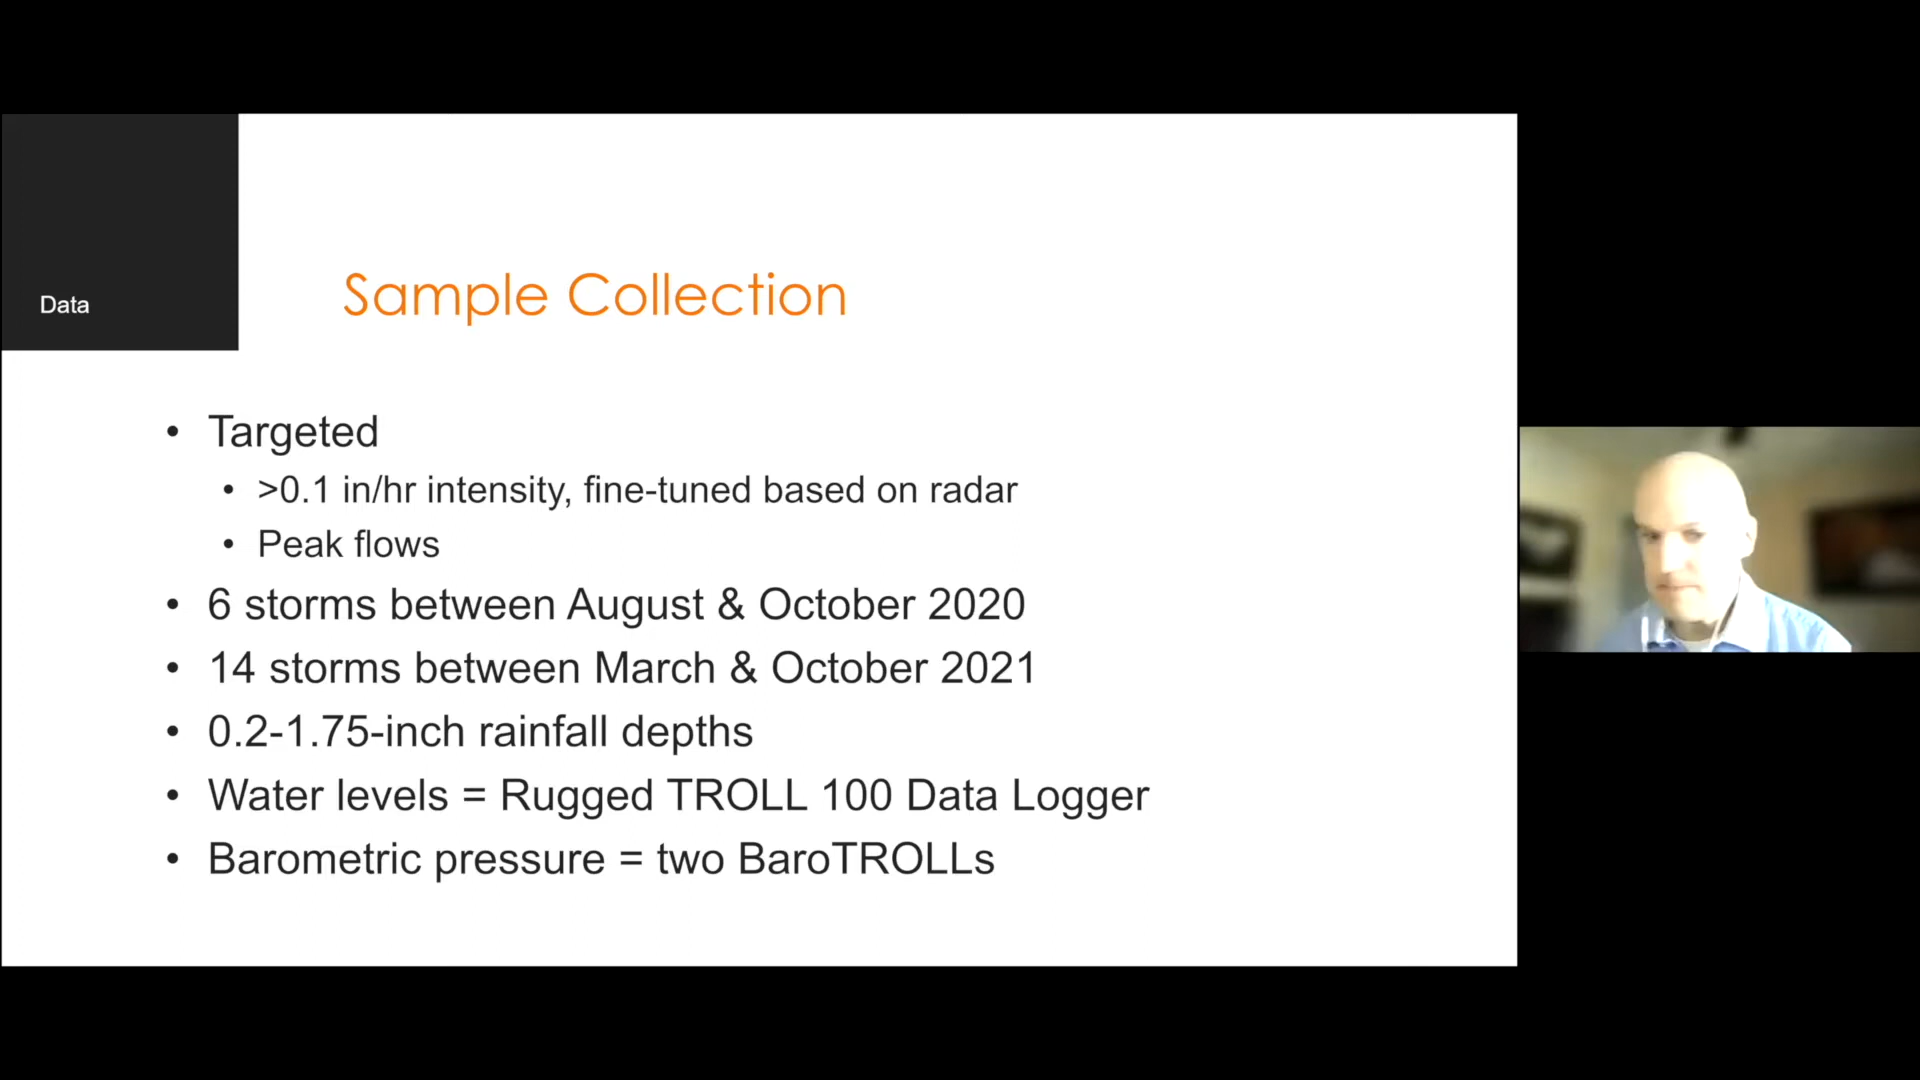 Data
Sample Collection
• Targeted
• >0.1 in/hr intensity, fine-tuned based on radar
• Peak flows
• 6 storms between August & October 2020
• 14 storms between March & October 2021
• 0.2-1.75-inch rainfall depths
• Water levels = Rugged TROLL 100 Data Logger
• Barometric pressure = two BaroTROLLs